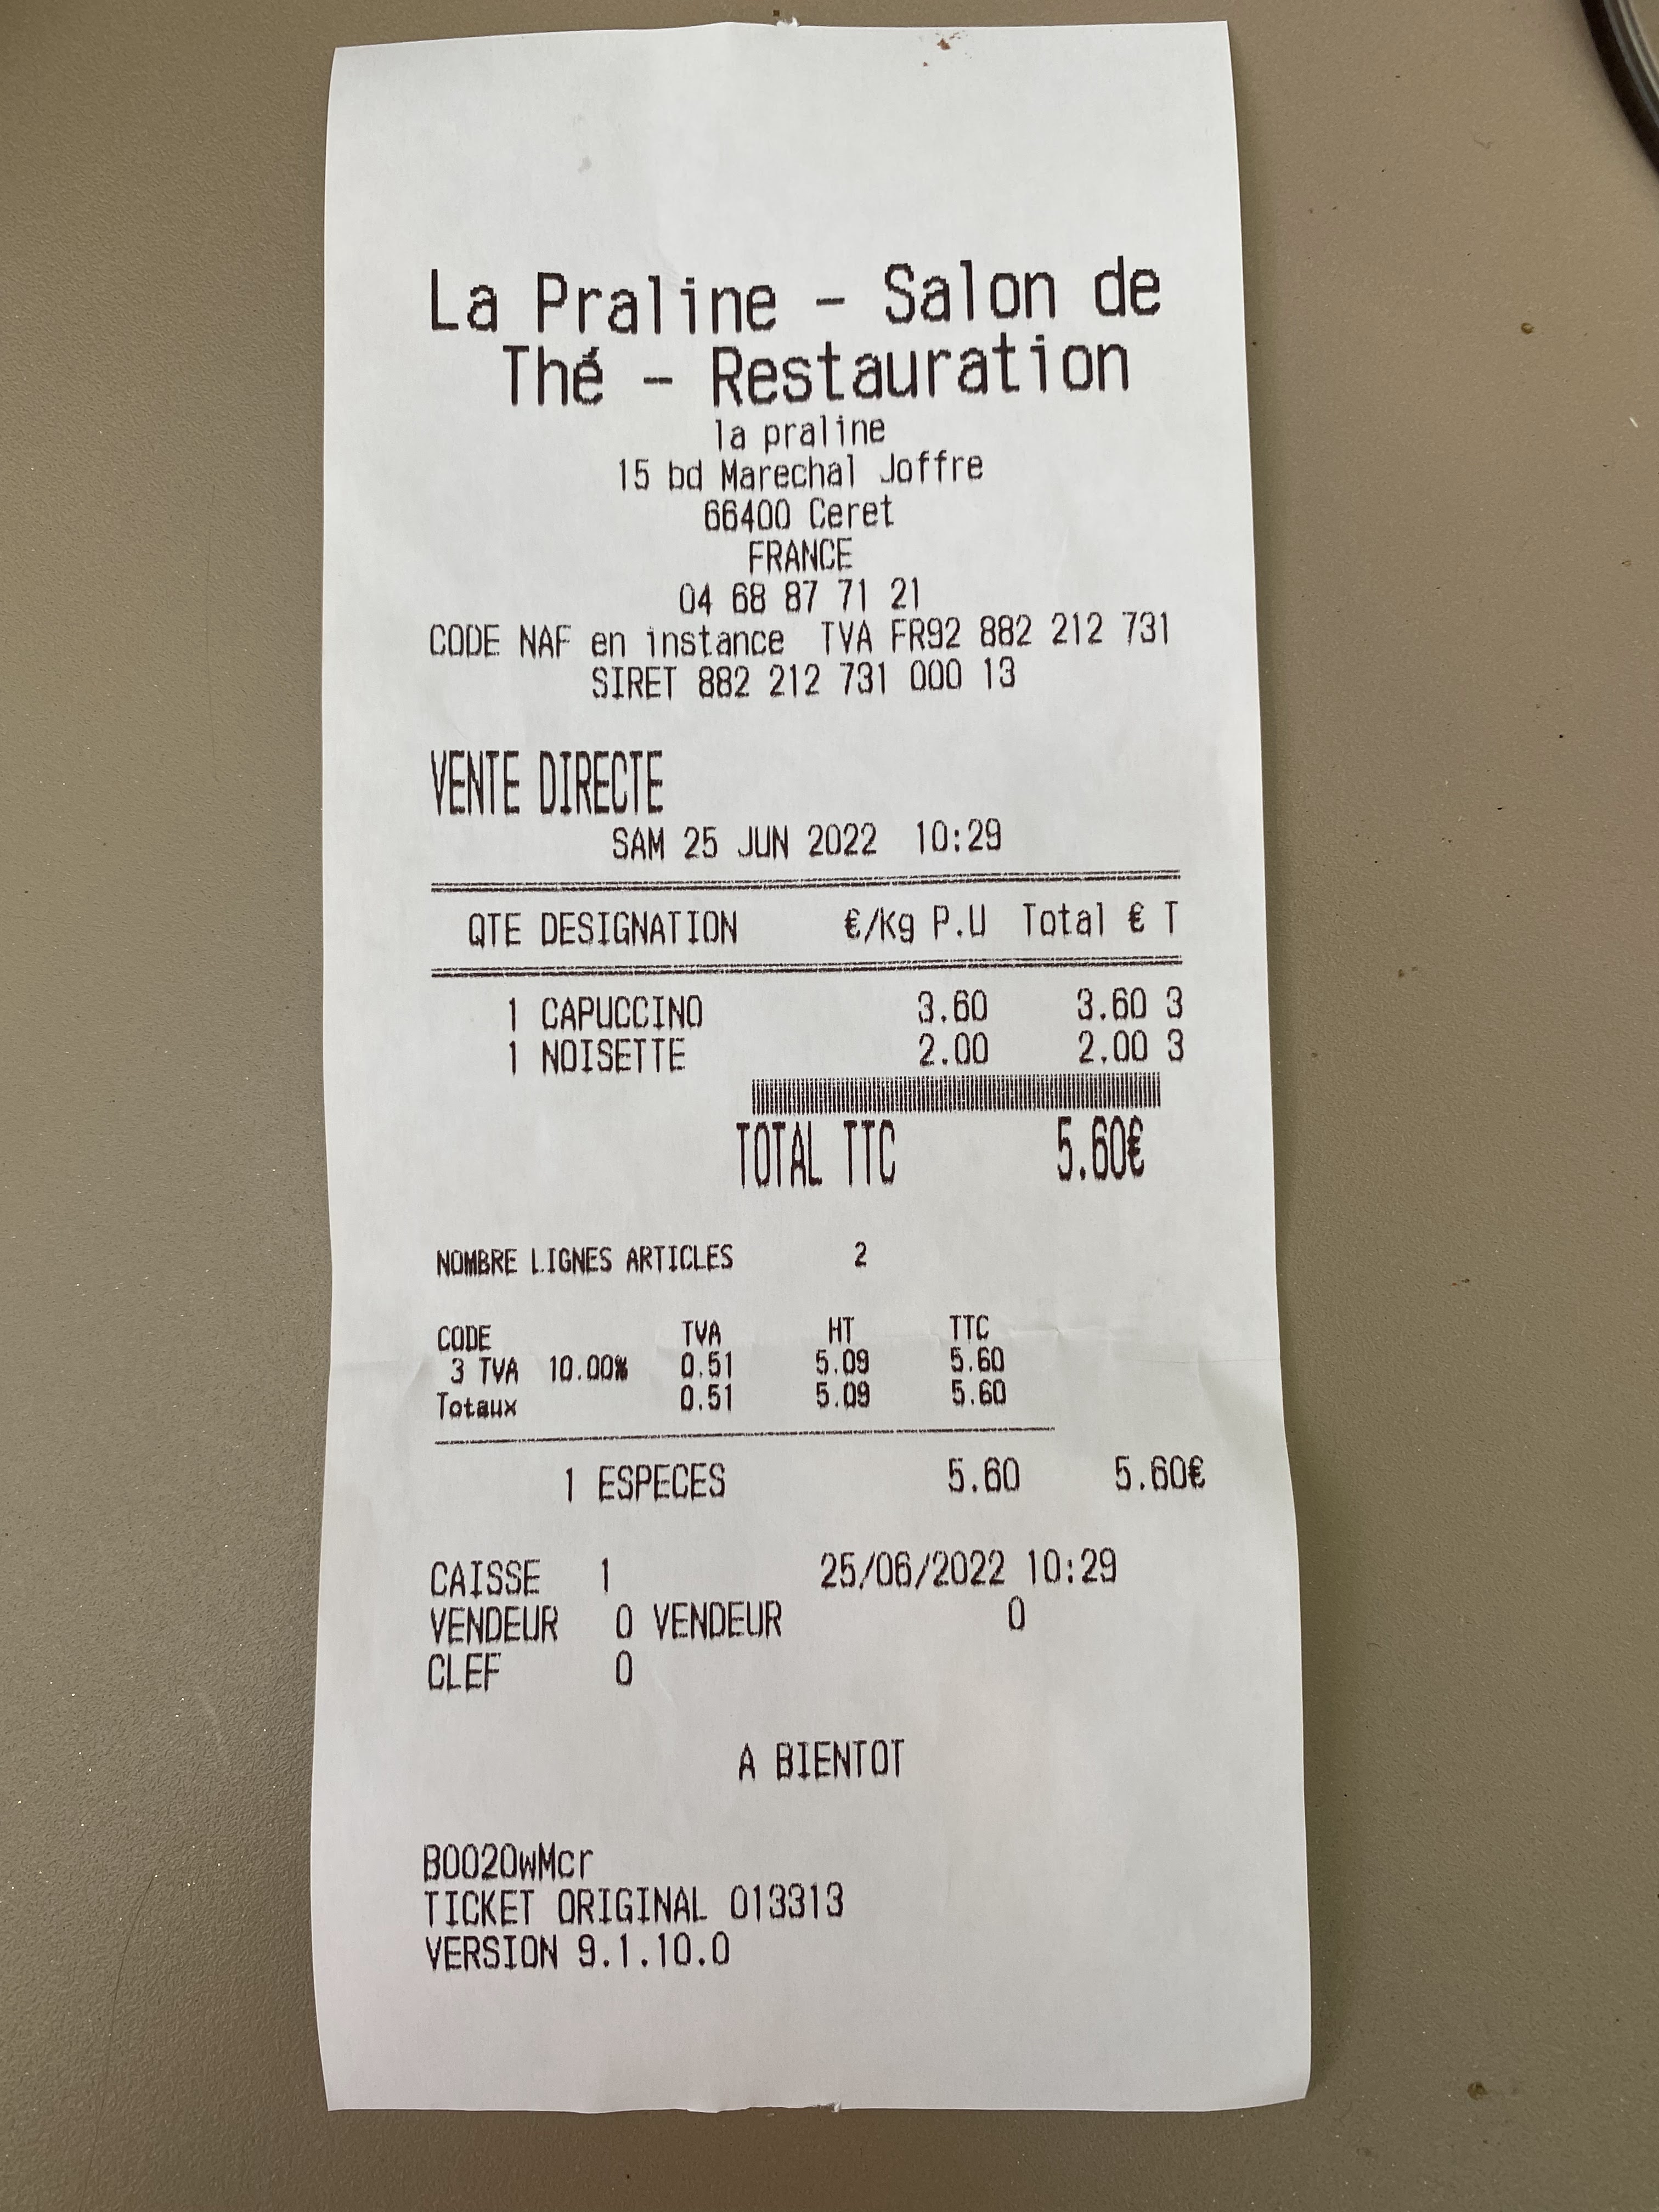 La Praline - Salon de
Thé - Restauration
la praline
15 bd Marechal Joffre
66400 Ceret
FRANCE
04 68 87 71 21
CODE NAF en instance TVA FR92 882 212 731
SIRET 882 212 731 000 13
VENTE DIRECTE
SAM 25 JUN 2022 10:29
QTE DESIGNATION €/Kg P.U Total € T
1 CAPUCCINO 3.60 3.60 3
1 NOISETTE 2.00 2.00 3
TOTAL TTC 5.60€
NOMBRE LIGNES ARTICLES 2
CODE TVA HT TTC
3 TVA 10.00% 0.51 5.09 5.60
Totaux 0.51 5.09 5.60
1 ESPECES 5.60 5.60€
CAISSE 1 25/06/2022 10:29
VENDEUR 0 VENDEUR 0
CLEF 0
A BIENTOT
B0020wMcr
TICKET ORIGINAL 013313
VERSION 9.1.10.0